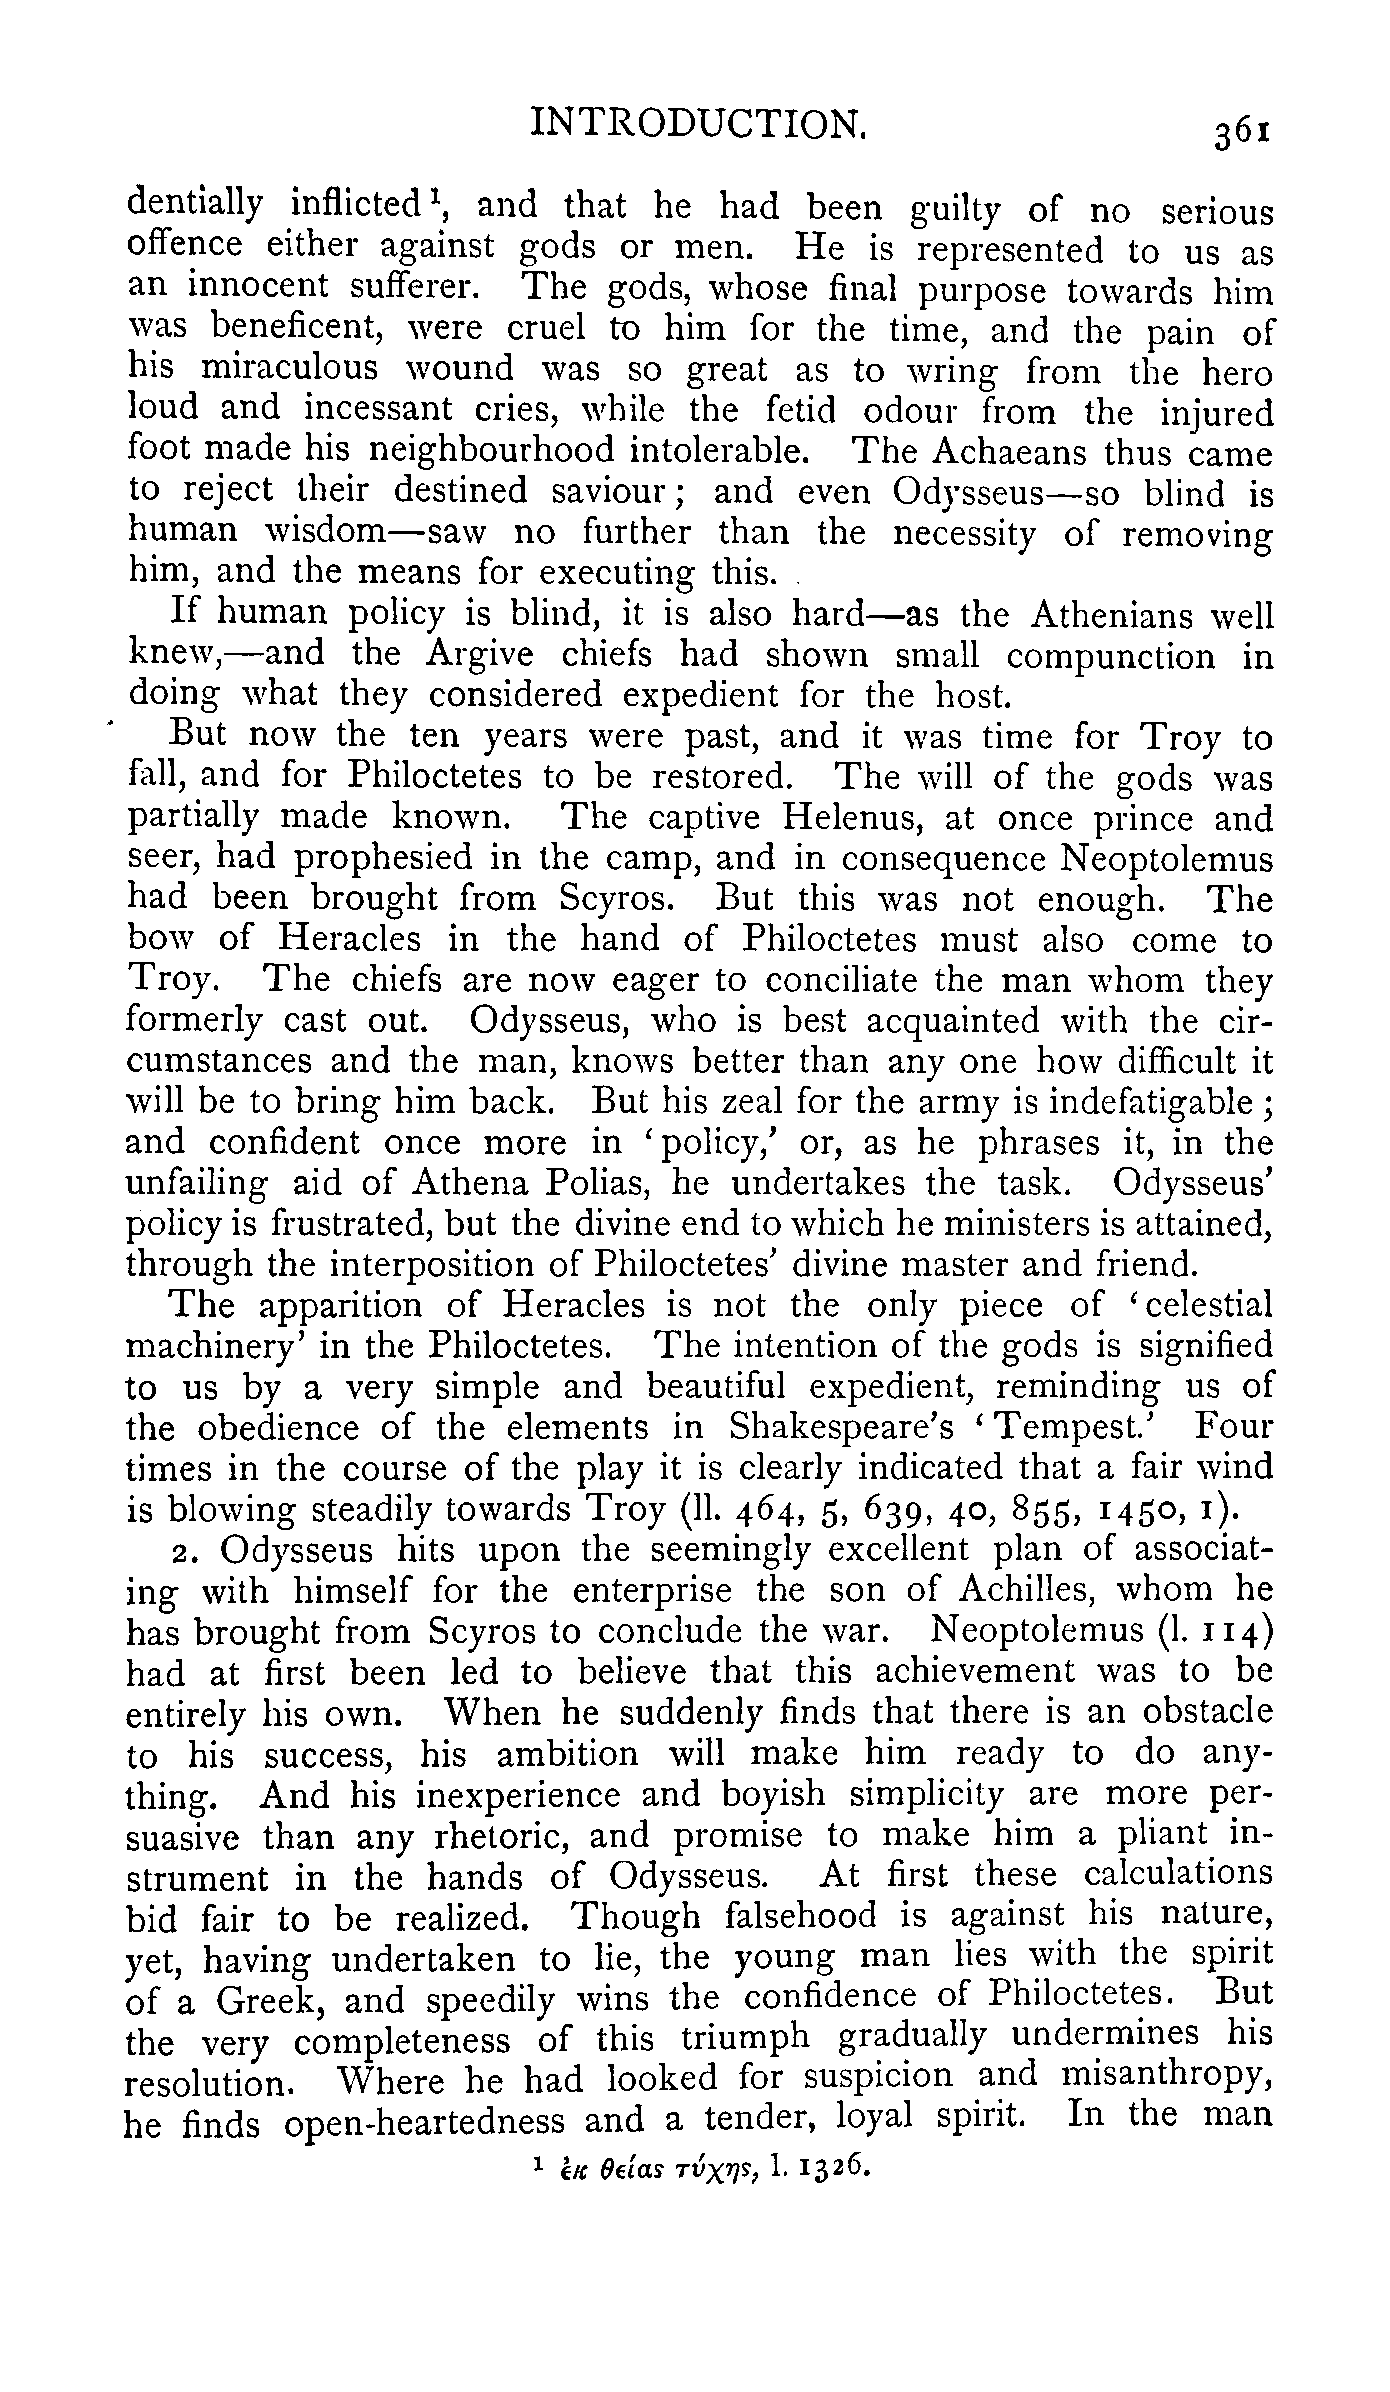 INTRODUCTION. 361
dentially inflicted ¹, and that he had been guilty of no serious
offence either against gods or men. He is represented to us as
an innocent sufferer. The gods, whose final purpose towards him
was beneficent, were cruel to him for the time, and the pain of
his miraculous wound was so great as to wring from the hero
loud and incessant cries, while the fetid odour from the injured
foot made his neighbourhood intolerable. The Achaeans thus came
to reject their destined saviour; and even Odysseus—so blind is
human wisdom—saw no further than the necessity of removing
him, and the means for executing this.
If human policy is blind, it is also hard—as the Athenians well
knew,—and the Argive chiefs had shown small compunction in
doing what they considered expedient for the host.
But now the ten years were past, and it was time for Troy to
fall, and for Philoctetes to be restored. The will of the gods was
partially made known. The captive Helenus, at once prince and
seer, had prophesied in the camp, and in consequence Neoptolemus
had been brought from Scyros. But this was not enough. The
bow of Heracles in the hand of Philoctetes must also come to
Troy. The chiefs are now eager to conciliate the man whom they
formerly cast out. Odysseus, who is best acquainted with the cir-
cumstances and the man, knows better than any one how difficult it
will be to bring him back. But his zeal for the army is indefatigable;
and confident once more in ‘policy,’ or, as he phrases it, in the
unfailing aid of Athena Polias, he undertakes the task. Odysseus’
policy is frustrated, but the divine end to which he ministers is attained,
through the interposition of Philoctetes’ divine master and friend.
The apparition of Heracles is not the only piece of ‘celestial
machinery’ in the Philoctetes. The intention of the gods is signified
to us by a very simple and beautiful expedient, reminding us of
the obedience of the elements in Shakespeare’s ‘Tempest.’ Four
times in the course of the play it is clearly indicated that a fair wind
is blowing steadily towards Troy (ll. 464, 5, 639, 40, 855, 1450, 1).
2. Odysseus hits upon the seemingly excellent plan of associat-
ing with himself for the enterprise the son of Achilles, whom he
has brought from Scyros to conclude the war. Neoptolemus (l. 114)
had at first been led to believe that this achievement was to be
entirely his own. When he suddenly finds that there is an obstacle
to his success, his ambition will make him ready to do any-
thing. And his inexperience and boyish simplicity are more per-
suasive than any rhetoric, and promise to make him a pliant in-
strument in the hands of Odysseus. At first these calculations
bid fair to be realized. Though falsehood is against his nature,
yet, having undertaken to lie, the young man lies with the spirit
of a Greek, and speedily wins the confidence of Philoctetes. But
the very completeness of this triumph gradually undermines his
resolution. Where he had looked for suspicion and misanthropy,
he finds open-heartedness and a tender, loyal spirit. In the man
¹ ἐκ θείας τύχης, l. 1326.